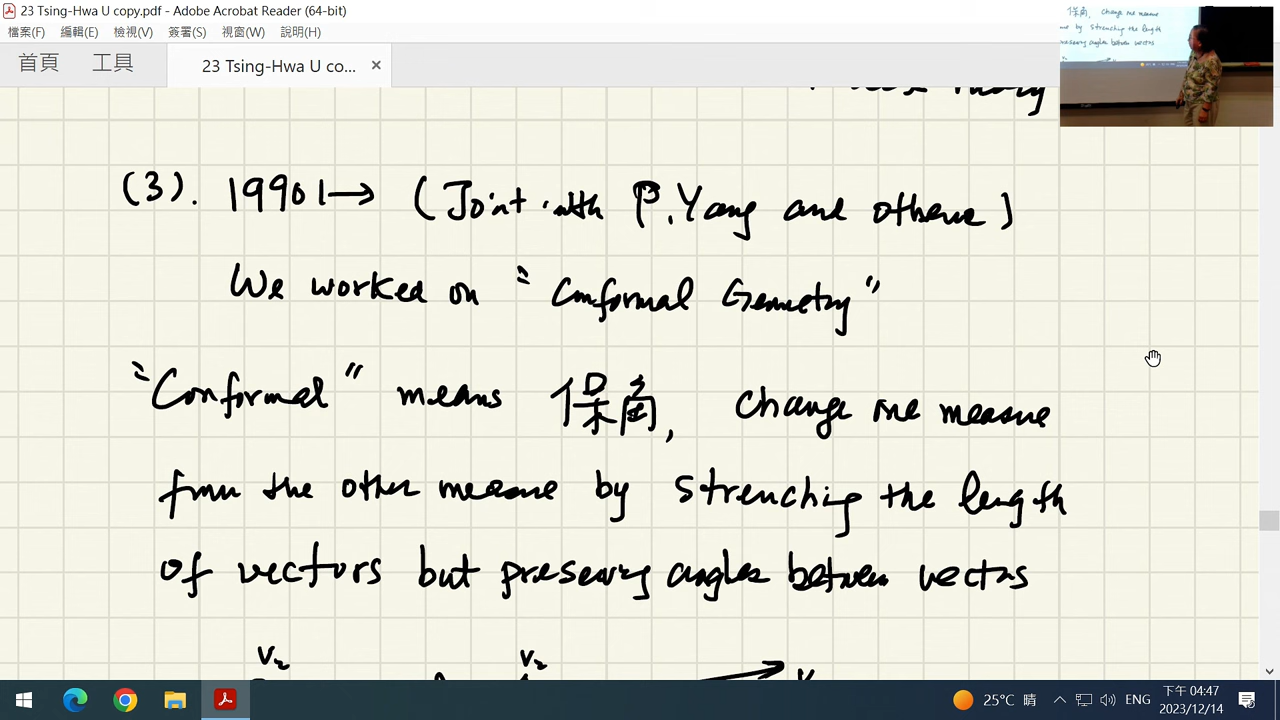 23 Tsing-Hwa U copy.pdf - Adobe Acrobat Reader (64-bit)
檔案(F) 編輯(E) 檢視(V) 簽署(S) 視窗(W) 說明(H)
首頁 工具 23 Tsing-Hwa U co... ×
(3). 1990| → (Joint with P. Yang and others)
We worked on "Conformal Geometry"
"Conformal" means 保角, change one measure
from the other measure by strenching the length
of vectors but preserving angles between vectors
V₂ V₂
ENG
25°C 晴
下午 04:47
2023/12/14